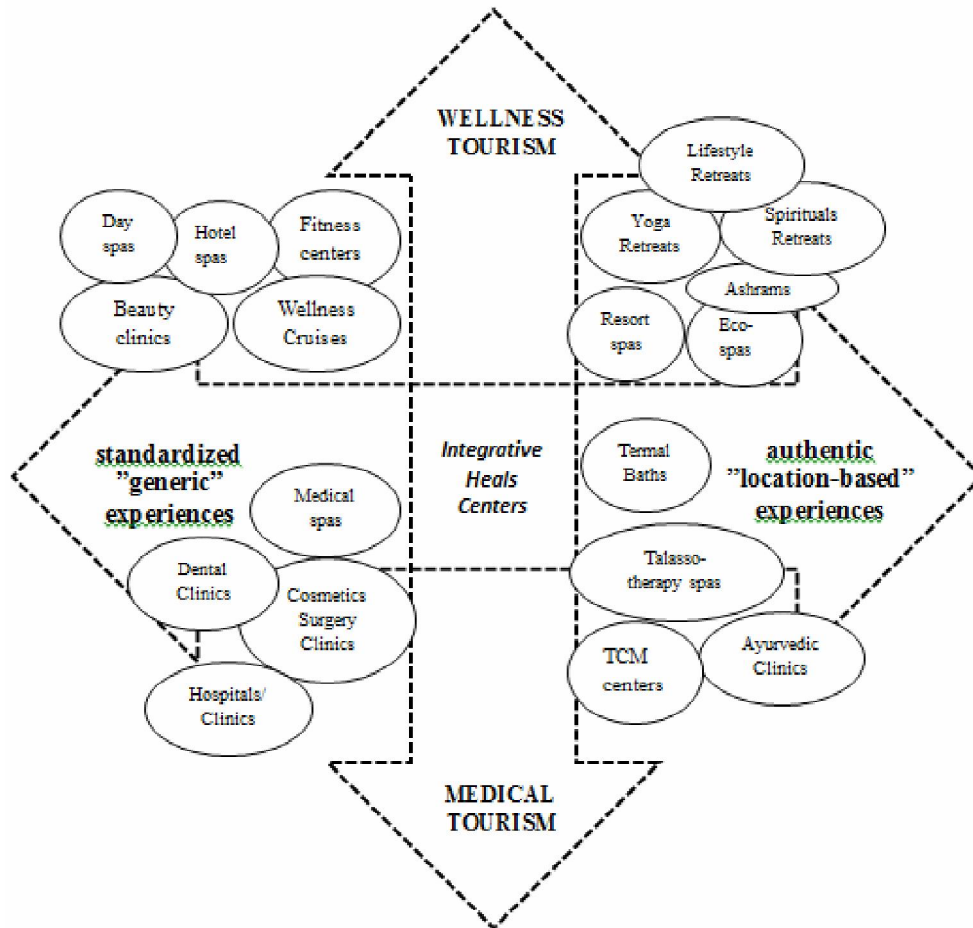 WELLNESS
TOURISM
Lifestyle
Retreats
Day
spas
Hotel
spas
Fitness
centers
Yoga
Retreats
Spirituals
Retreats
Ashrams
Beauty
clinics
Wellness
Cruises
Resort
spas
Eco-
spas
standardized
”generic”
experiences
Integrative
Heals
Centers
Termal
Baths
authentic
”location-based”
experiences
Medical
spas
Dental
Clinics
Cosmetics
Surgery
Clinics
Talasso-
therapy spas
Hospitals/
Clinics
TCM
centers
Ayurvedic
Clinics
MEDICAL
TOURISM